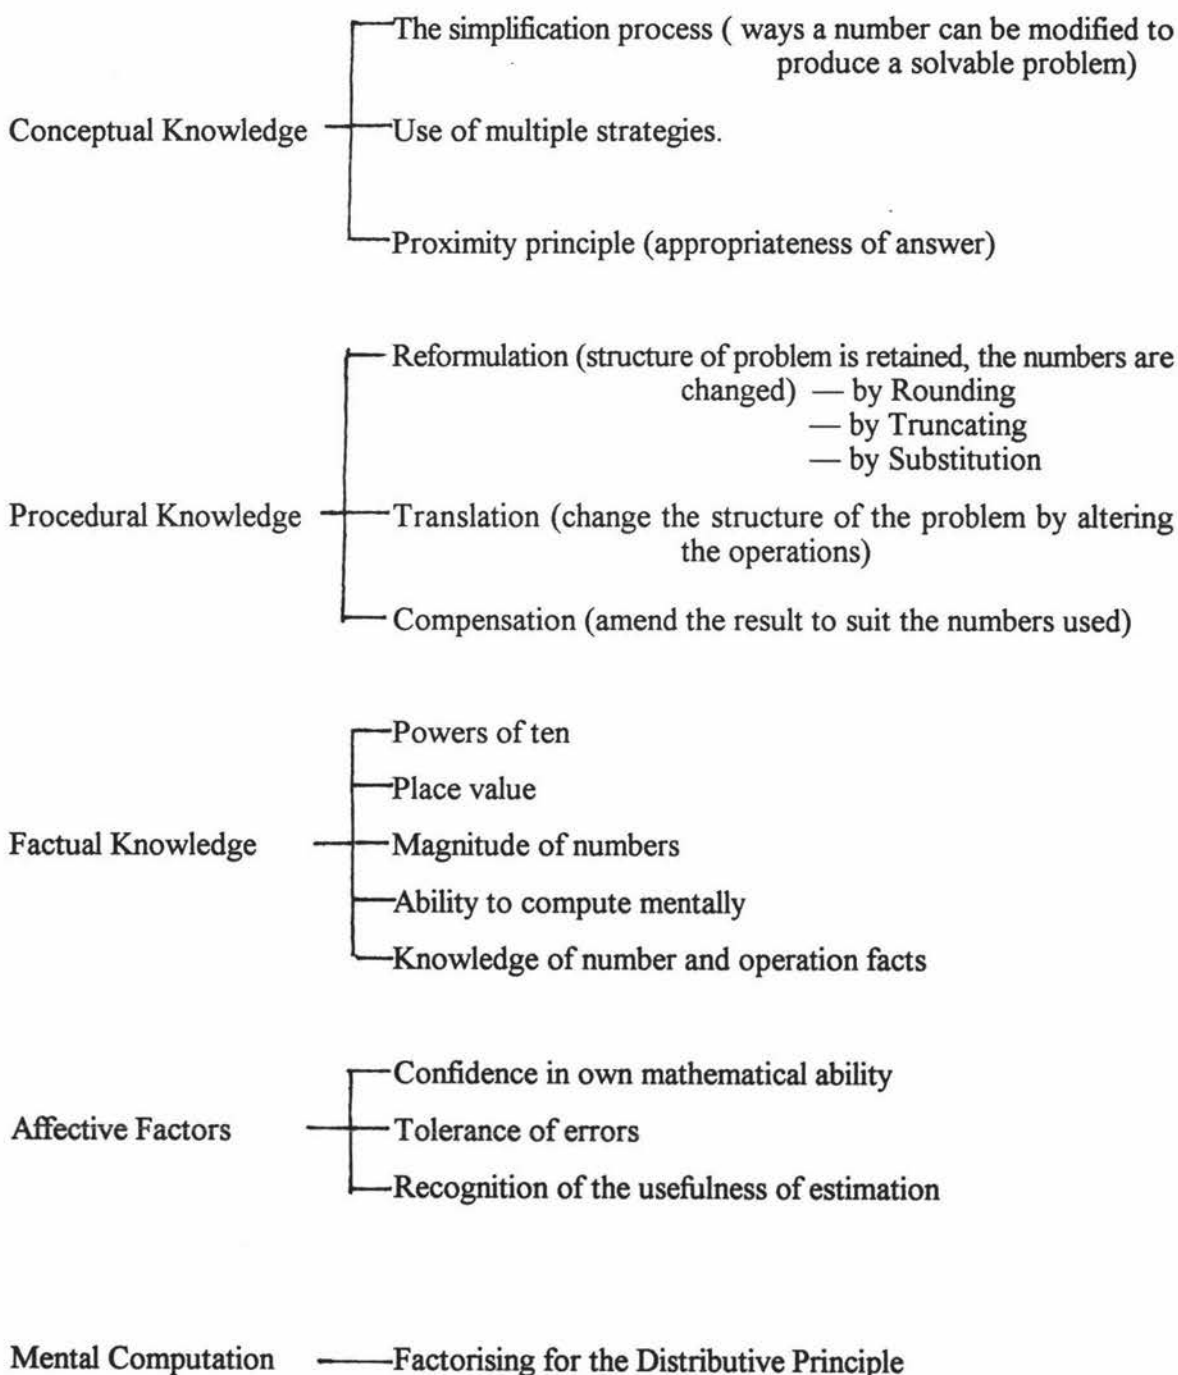 The simplification process ( ways a number can be modified to
produce a solvable problem)
Conceptual Knowledge
Use of multiple strategies.
Proximity principle (appropriateness of answer)
Reformulation (structure of problem is retained, the numbers are
changed) — by Rounding
— by Truncating
— by Substitution
Procedural Knowledge
Translation (change the structure of the problem by altering
the operations)
Compensation (amend the result to suit the numbers used)
Powers of ten
Place value
Factual Knowledge
Magnitude of numbers
Ability to compute mentally
Knowledge of number and operation facts
Confidence in own mathematical ability
Affective Factors
Tolerance of errors
Recognition of the usefulness of estimation
Mental Computation
Factorising for the Distributive Principle